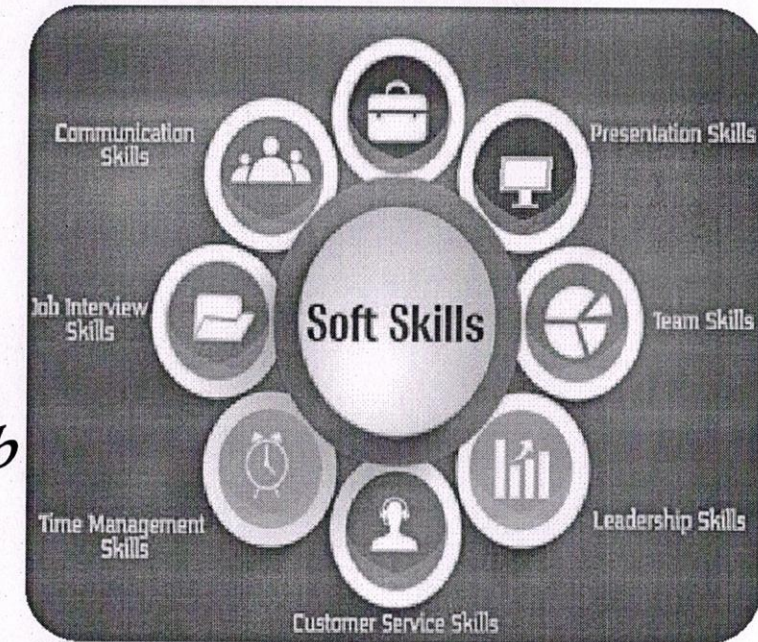 Communication
Skills
Presentation Skills
Job Interview
Skills
Soft Skills
Team Skills
Time Management
Skills
Leadership Skills
Customer Service Skills